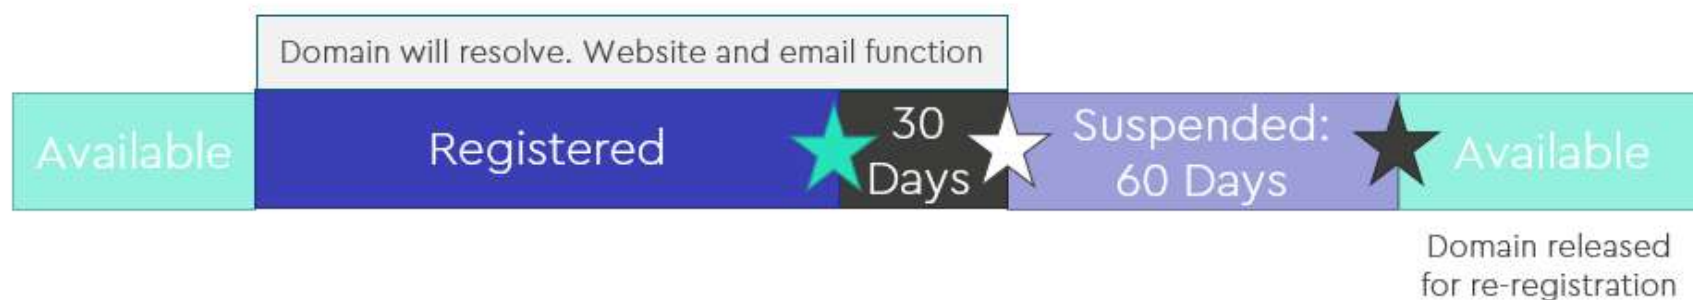 Domain will resolve. Website and email function
Available
Registered
30
Days
Suspended:
60 Days
Available
Domain released
for re-registration